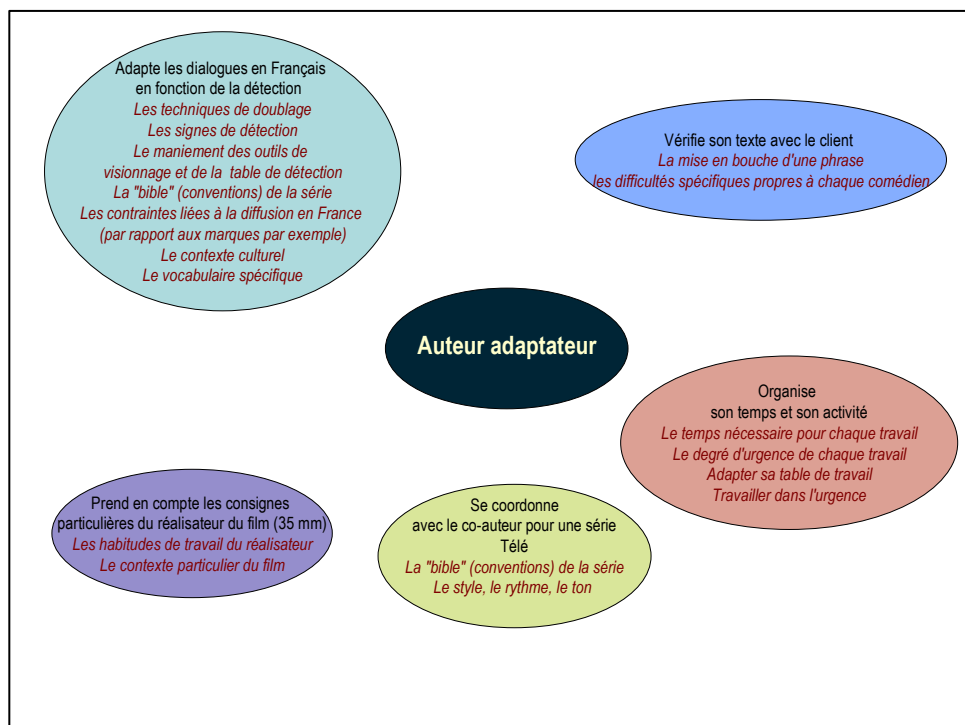 Adapte les dialogues en Français
en fonction de la détection
Les techniques de doublage
Les signes de détection
Le maniement des outils de
visionnage et de la table de détection
La "bible" (conventions) de la série
Les contraintes liées à la diffusion en France
(par rapport aux marques par exemple)
Le contexte culturel
Le vocabulaire spécifique
Vérifie son texte avec le client
La mise en bouche d'une phrase
les difficultés spécifiques propres à chaque comédien
Auteur adaptateur
Organise
son temps et son activité
Le temps nécessaire pour chaque travail
Le degré d'urgence de chaque travail
Adapter sa table de travail
Travailler dans l'urgence
Prend en compte les consignes
particulières du réalisateur du film (35 mm)
Les habitudes de travail du réalisateur
Le contexte particulier du film
Se coordonne
avec le co-auteur pour une série
Télé
La "bible" (conventions) de la série
Le style, le rythme, le ton